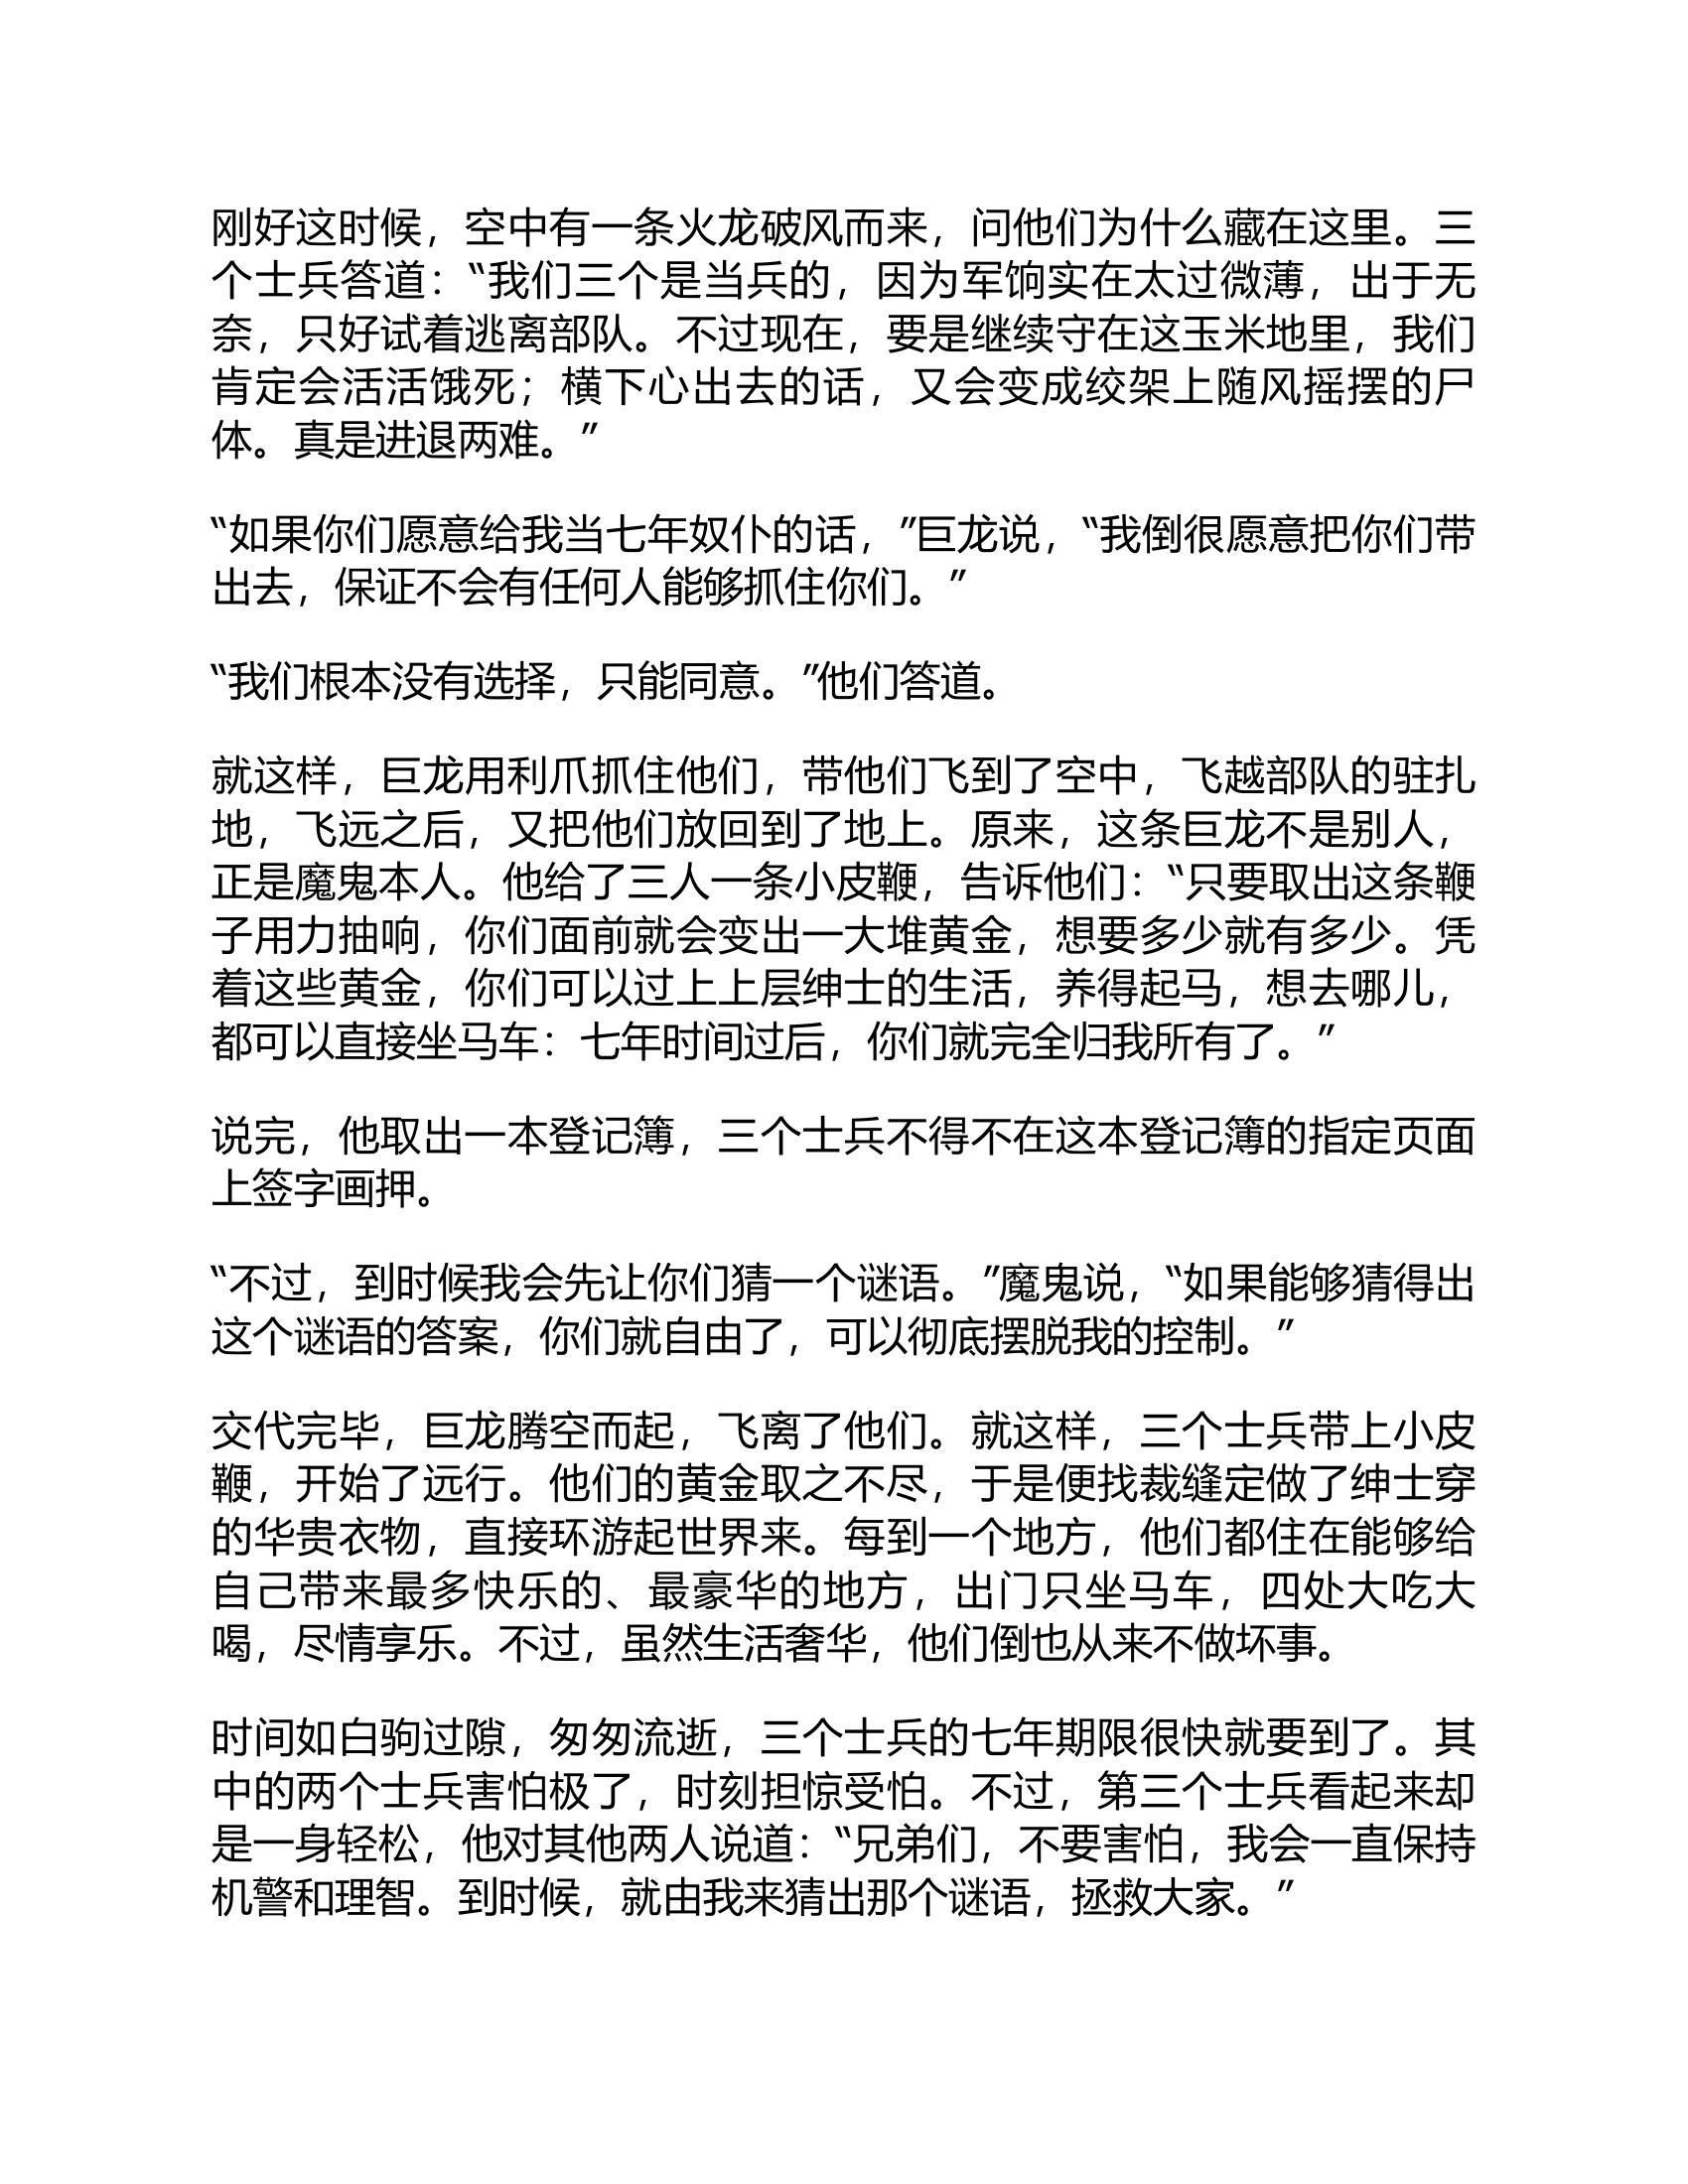 刚好这时候，空中有一条火龙破风而来，问他们为什么藏在这里。三
个士兵答道：“我们三个是当兵的，因为军饷实在太过微薄，出于无
奈，只好试着逃离部队。不过现在，要是继续守在这玉米地里，我们
肯定会活活饿死；横下心出去的话，又会变成绞架上随风摇摆的尸
体。真是进退两难。”
“如果你们愿意给我当七年奴仆的话，”巨龙说，“我倒很愿意把你们带
出去，保证不会有任何人能够抓住你们。”
“我们根本没有选择，只能同意。”他们答道。
就这样，巨龙用利爪抓住他们，带他们飞到了空中，飞越部队的驻扎
地，飞远之后，又把他们放回到了地上。原来，这条巨龙不是别人，
正是魔鬼本人。他给了三人一条小皮鞭，告诉他们：“只要取出这条鞭
子用力抽响，你们面前就会变出一大堆黄金，想要多少就有多少。凭
着这些黄金，你们可以过上上层绅士的生活，养得起马，想去哪儿，
都可以直接坐马车：七年时间过后，你们就完全归我所有了。”
说完，他取出一本登记簿，三个士兵不得不在这本登记簿的指定页面
上签字画押。
“不过，到时候我会先让你们猜一个谜语。”魔鬼说，“如果能够猜得出
这个谜语的答案，你们就自由了，可以彻底摆脱我的控制。”
交代完毕，巨龙腾空而起，飞离了他们。就这样，三个士兵带上小皮
鞭，开始了远行。他们的黄金取之不尽，于是便找裁缝定做了绅士穿
的华贵衣物，直接环游起世界来。每到一个地方，他们都住在能够给
自己带来最多快乐的、最豪华的地方，出门只坐马车，四处大吃大
喝，尽情享乐。不过，虽然生活奢华，他们倒也从来不做坏事。
时间如白驹过隙，匆匆流逝，三个士兵的七年期限很快就要到了。其
中的两个士兵害怕极了，时刻担惊受怕。不过，第三个士兵看起来却
是一身轻松，他对其他两人说道：“兄弟们，不要害怕，我会一直保持
机警和理智。到时候，就由我来猜出那个谜语，拯救大家。”